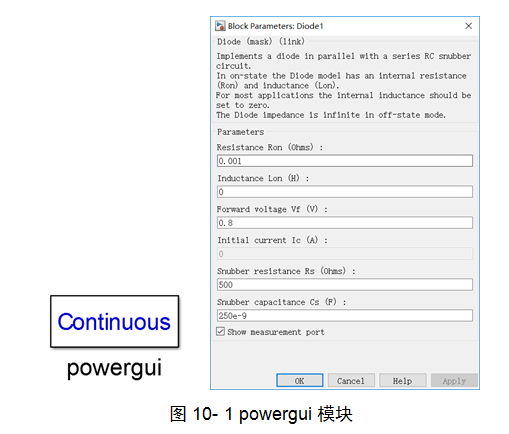 Block Parameters: Diode1
Diode (mask) (link)
Implements a diode in parallel with a series RC snubber
circuit.
In on-state the Diode model has an internal resistance
(Ron) and inductance (Lon).
For most applications the internal inductance should be
set to zero.
The Diode impedance is infinite in off-state mode.
Parameters
Resistance Ron (Ohms) :
0.001
Inductance Lon (H) :
0
Forward voltage Vf (V) :
0.8
Initial current Ic (A) :
0
Snubber resistance Rs (Ohms) :
500
Snubber capacitance Cs (F) :
250e-9
Show measurement port
OK Cancel Help Apply
Continuous
powergui
图 10- 1 powergui 模块